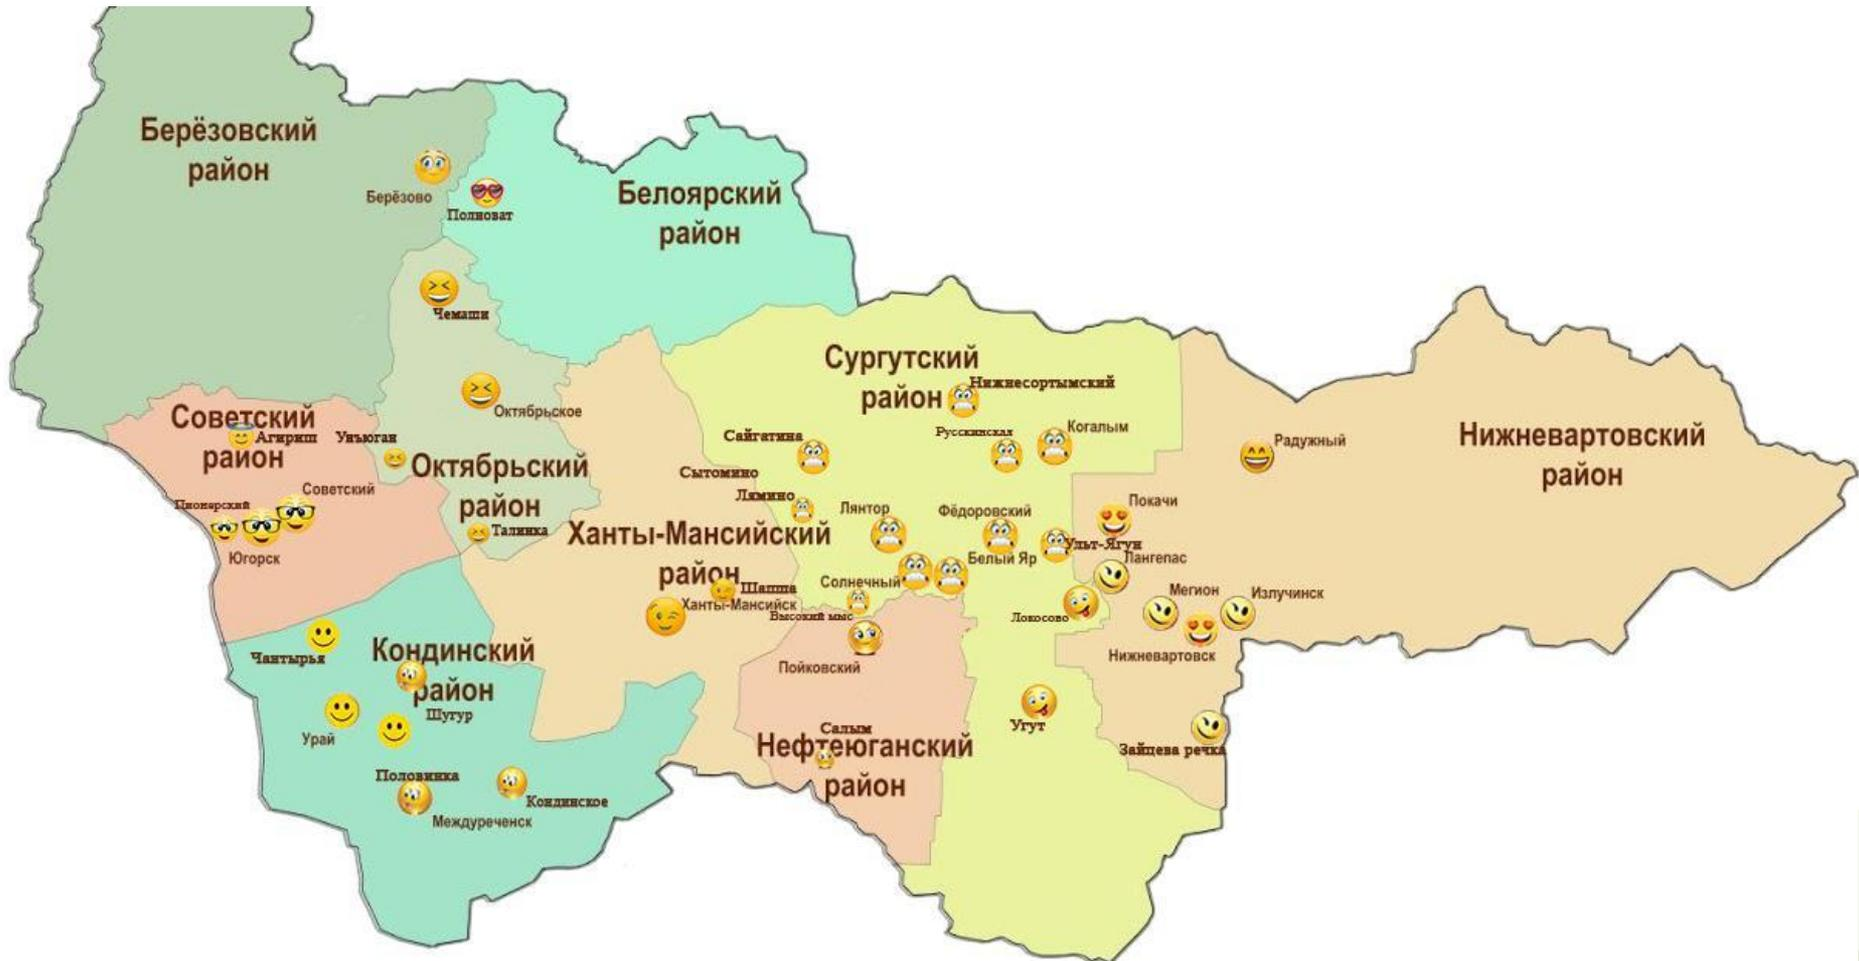 Берёзовский
район
Берёзово
Полноват
Белоярский
район
Чемаши
Октябрьское
Сургутский
район
Нижнесортымский
Советский
район
Агириш
Унъюган
Октябрьский
район
Талинка
Советский
Пионерский
Югорск
Сайгатина
Русскинская
Когалым
Сытомино
Лямино
Лянтор
Фёдоровский
Белый Яр
Ульт-Ягун
Солнечный
Высокий мыс
Локосово
Угут
Радужный
Нижневартовский
район
Покачи
Лангепас
Мегион
Излучинск
Нижневартовск
Зайцева речка
Ханты-Мансийский
район
Шапша
Ханты-Мансийск
Чантырья
Кондинский
район
Шугур
Урай
Половинка
Кондинское
Междуреченск
Пойковский
Салым
Нефтеюганский
район